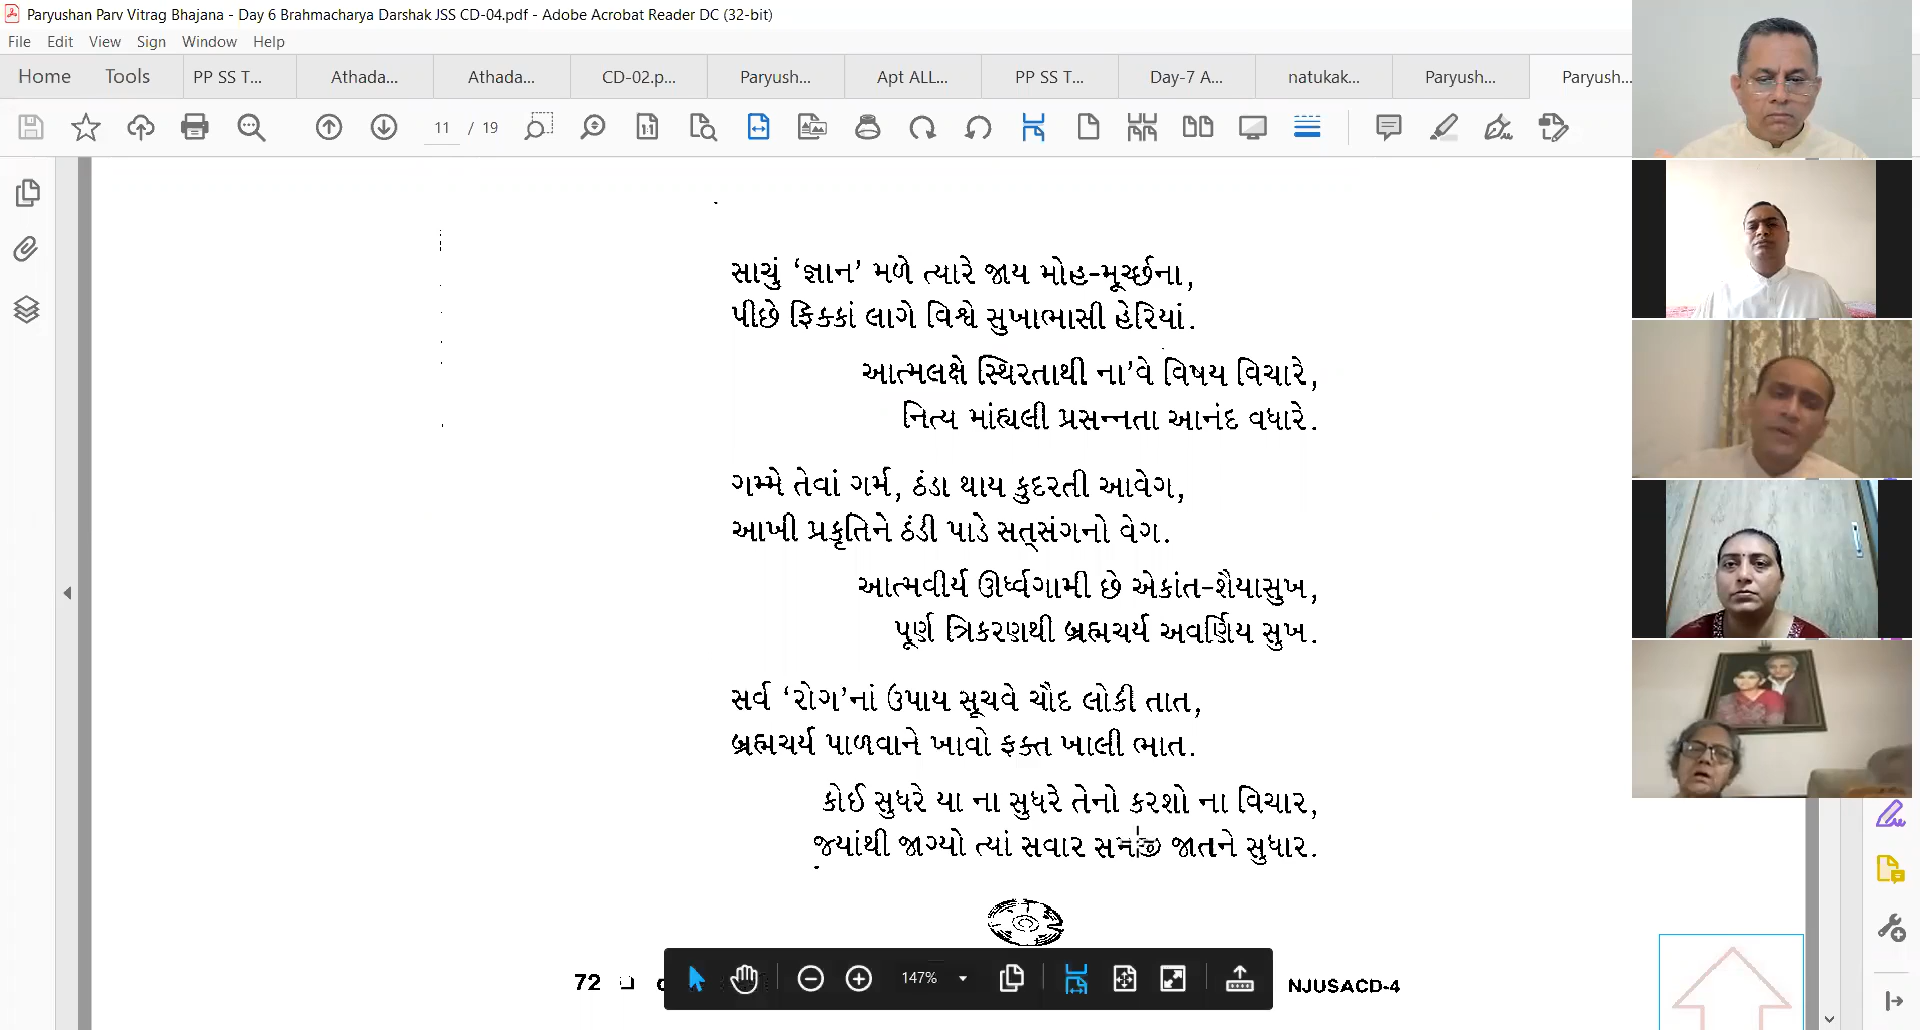 Paryushan Parv Vitrag Bhajana - Day 6 Brahmacharya Darshak JSS CD-04.pdf - Adobe Acrobat Reader DC (32-bit)
File Edit View Sign Window Help
Home Tools PP SS T... Athada... Athada... CD-02.p... Paryush... Apt ALL... PP SS T... Day-7 A... natukak... Paryush... Paryush...
11 / 19
સાચું ‘જ્ઞાન’ મળે ત્યારે જાય મોહ-મૂર્ચ્છના,
પીછે ફિક્કાં લાગે વિશ્વે સુખાભાસી હેરિયાં.
આત્મલક્ષે સ્થિરતાથી ના’વે વિષય વિચારે,
નિત્ય માંહ્યલી પ્રસન્નતા આનંદ વધારે.
ગમ્મે તેવાં ગર્મ, ઠંડા થાય કુદરતી આવેગ,
આખી પ્રકૃતિને ઠંડી પાડે સત્સંગનો વેગ.
આત્મવીર્ય ઊર્ધ્વગામી છે એકાંત-શૈયાસુખ,
પૂર્ણ ત્રિકરણથી બ્રહ્મચર્ય અવર્ણિય સુખ.
સર્વ ‘રોગ’નાં ઉપાય સૂચવે ચૌદ લોકી તાત,
બ્રહ્મચર્ય પાળવાને ખાવો ફક્ત ખાલી ભાત.
કોઈ સુધરે યા ના સુધરે તેનો કરશો ના વિચાર,
જ્યાંથી જાગ્યો ત્યાં સવાર સમજી જાતને સુધાર.
147%
72 NJUSACD-4